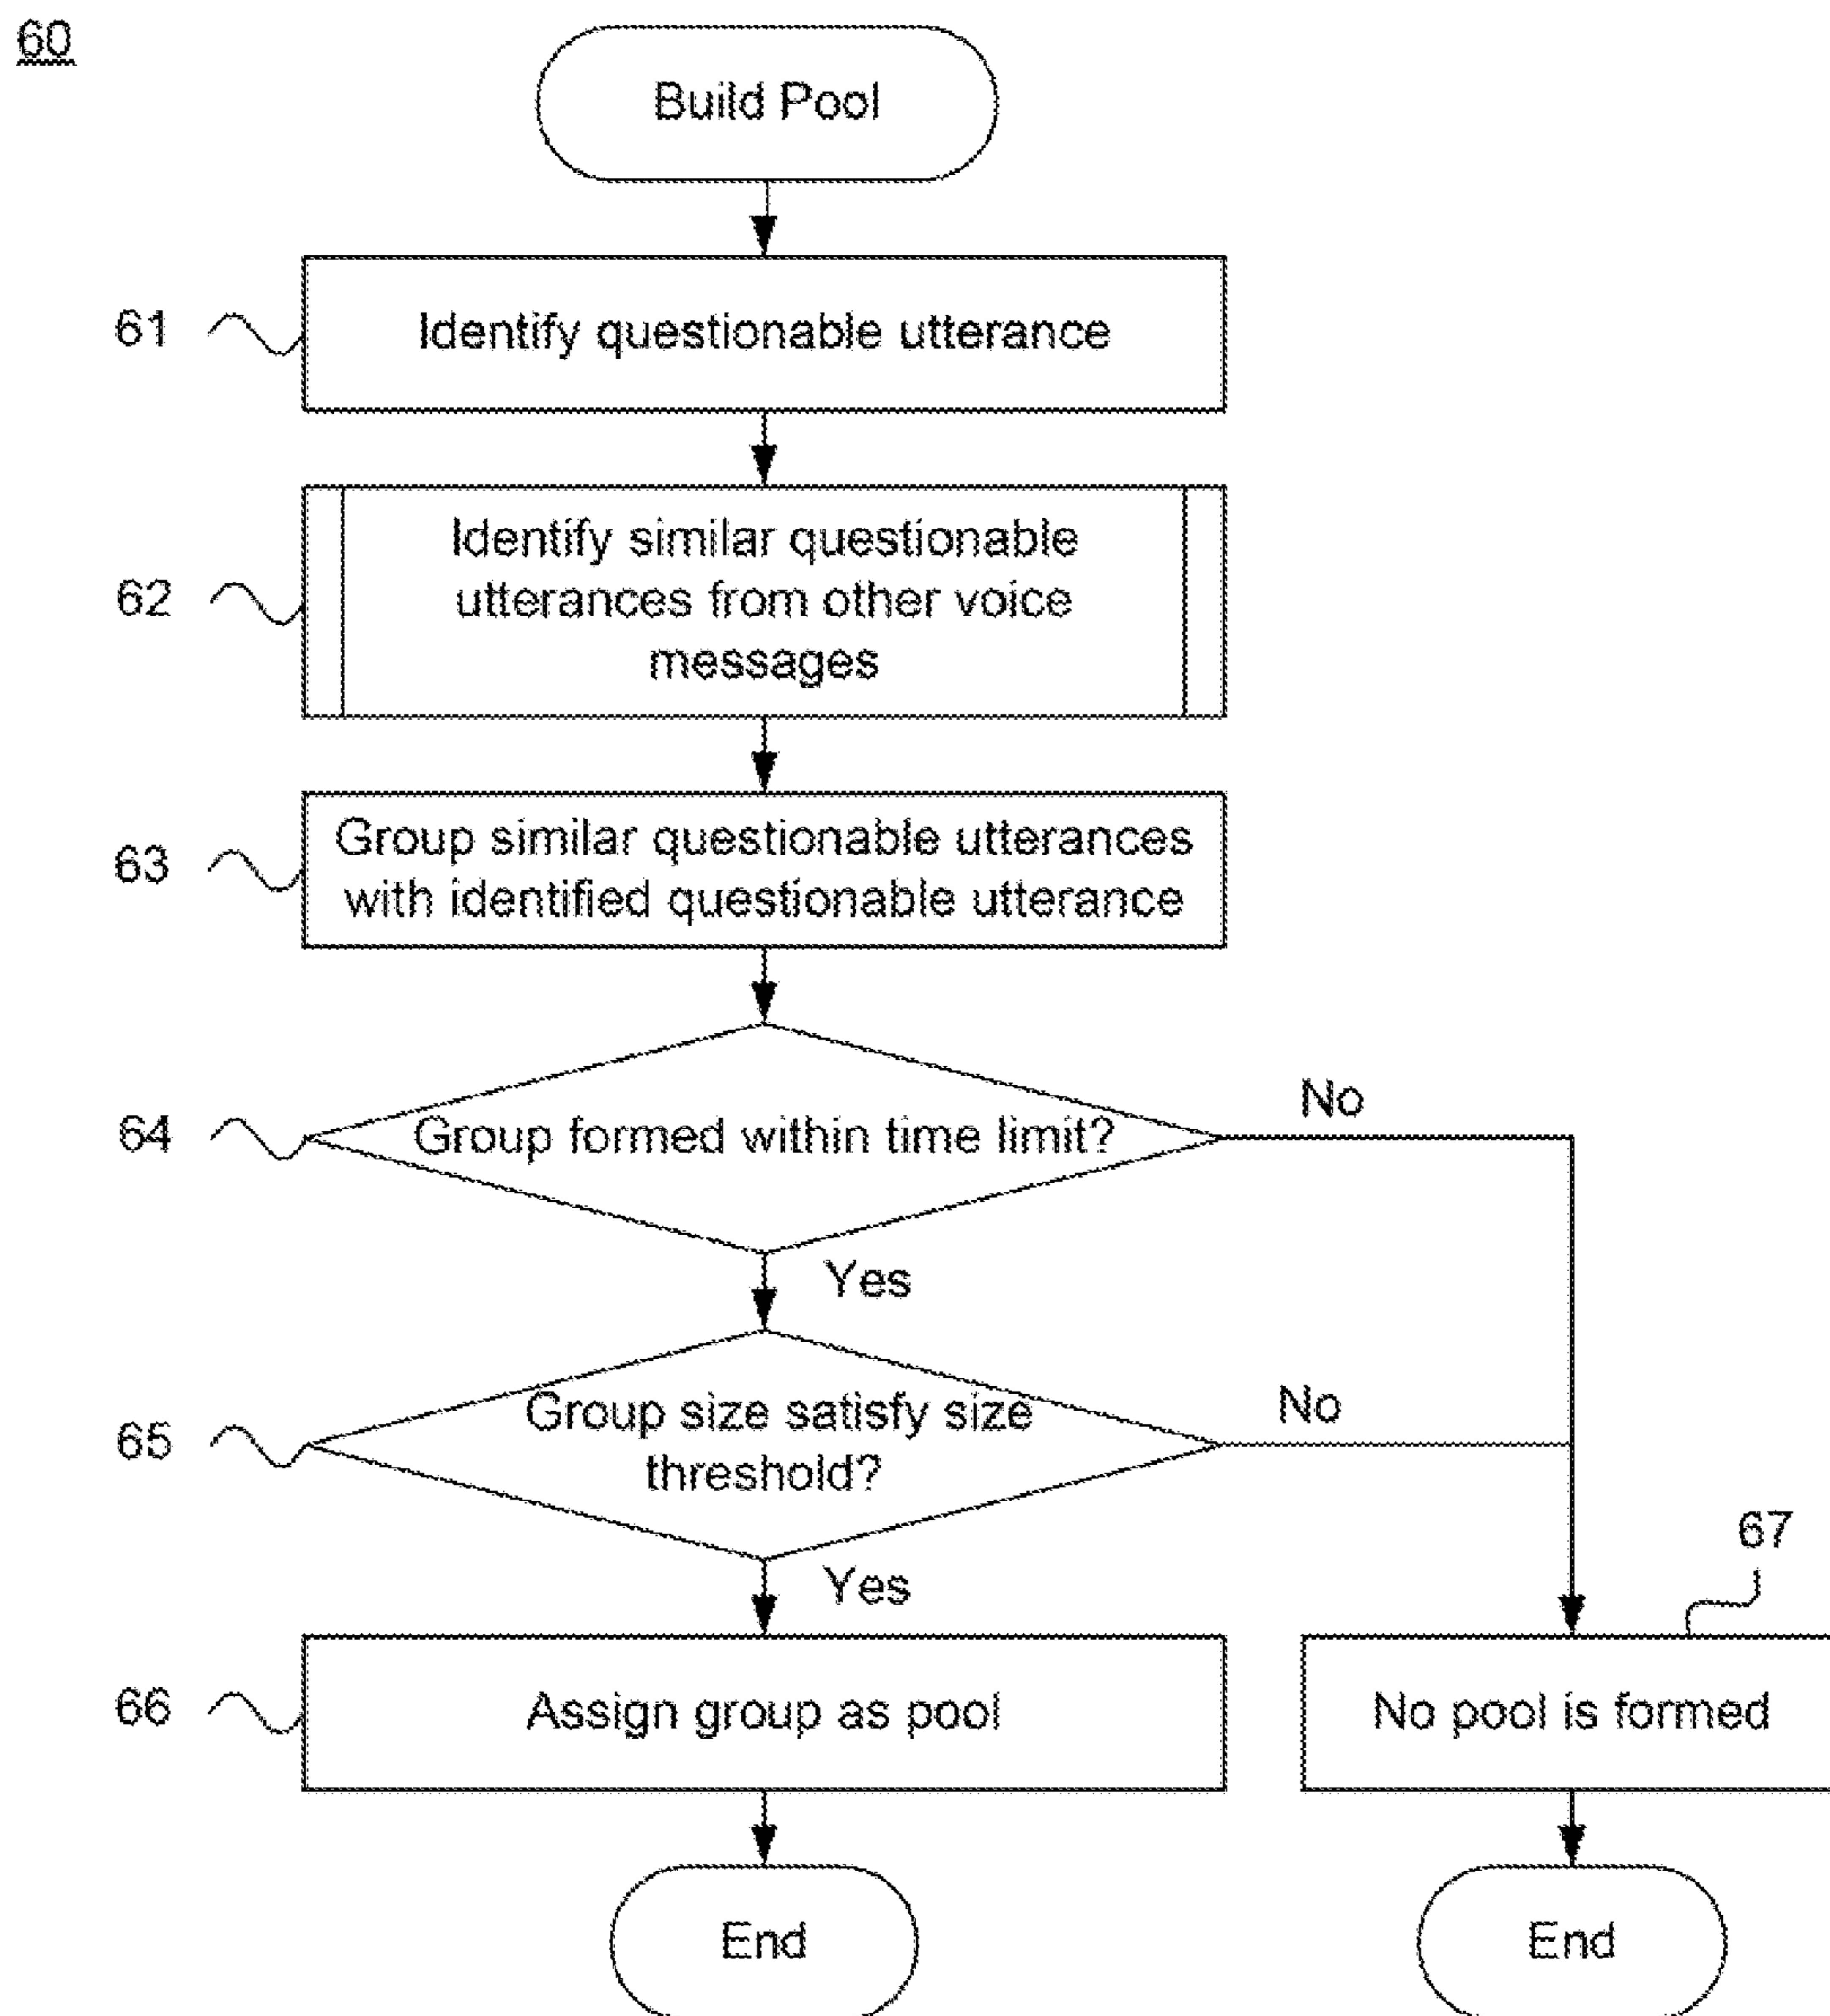 60
Build Pool
61
Identify questionable utterance
62
Identify similar questionable
utterances from other voice
messages
63
Group similar questionable utterances
with identified questionable utterance
64
Group formed within time limit?
No
Yes
65
Group size satisfy size
threshold?
No
67
Yes
66
Assign group as pool
No pool is formed
End
End